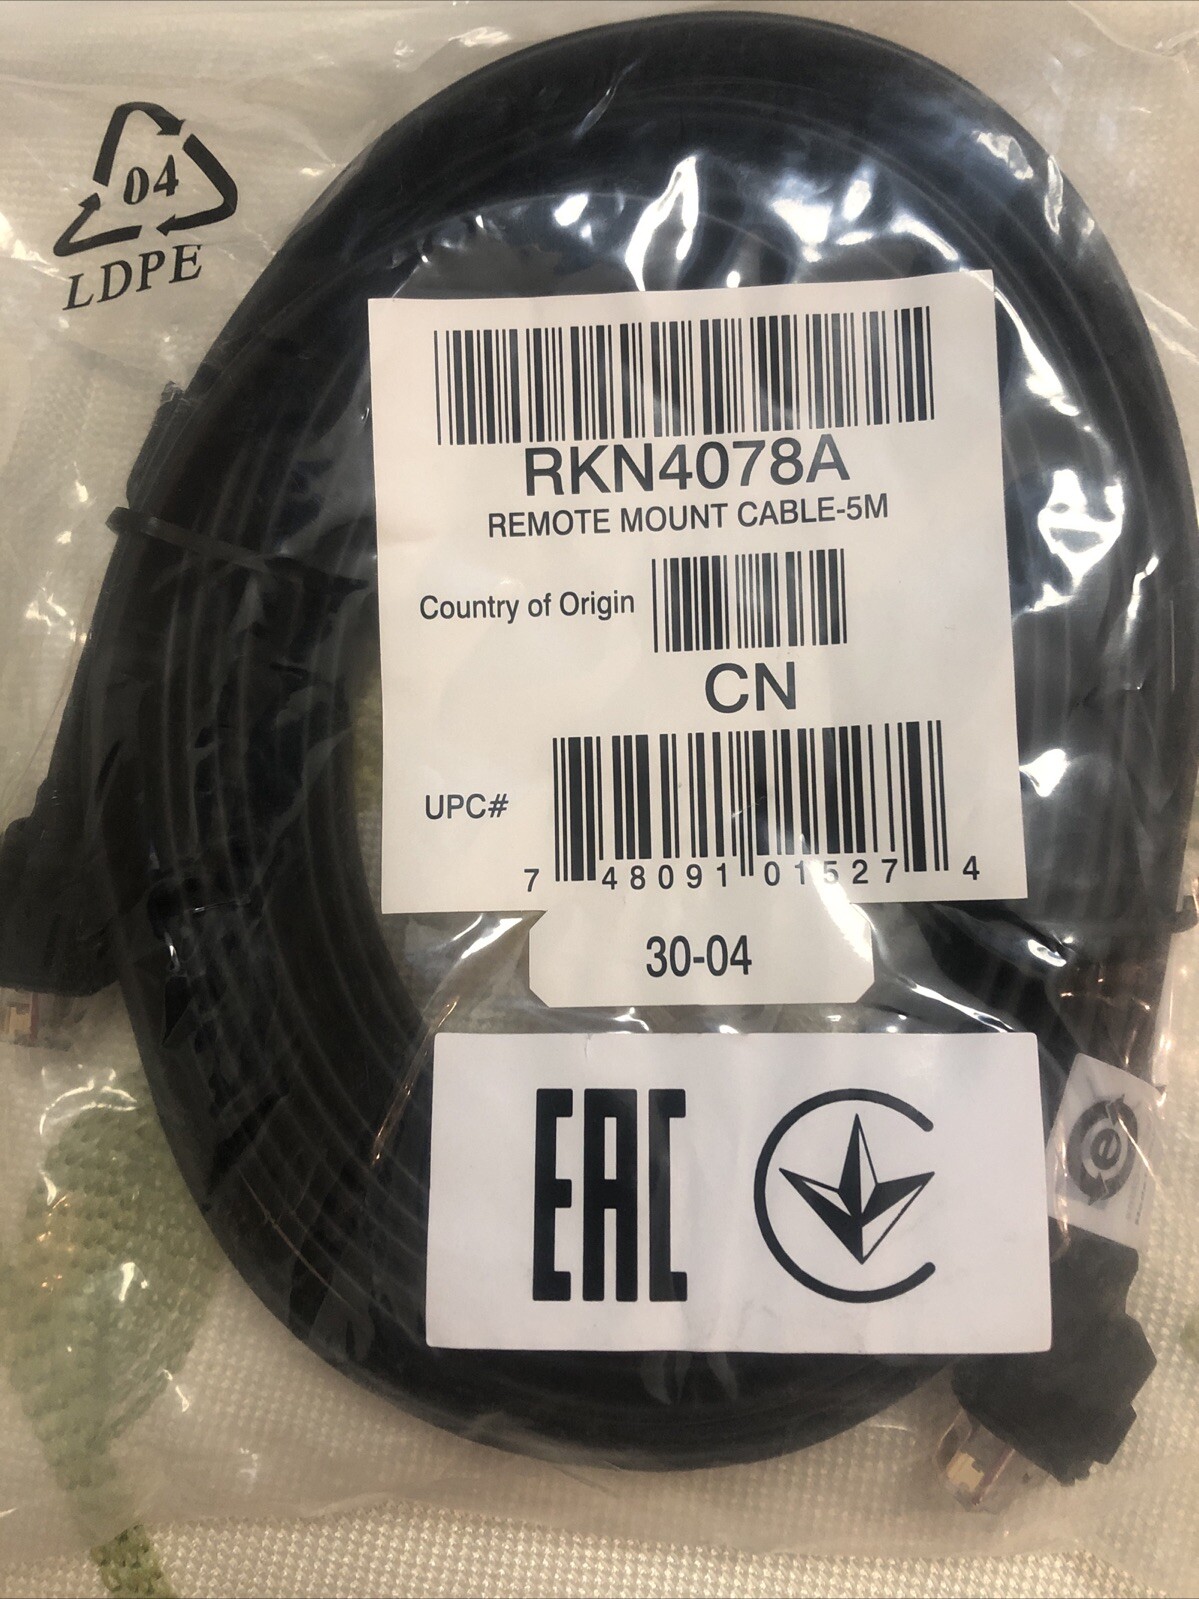 04
LDPE
RKN4078A
REMOTE MOUNT CABLE-5M
Country of Origin
CN
UPC#
7 48091 01527 4
30-04
EAC
e